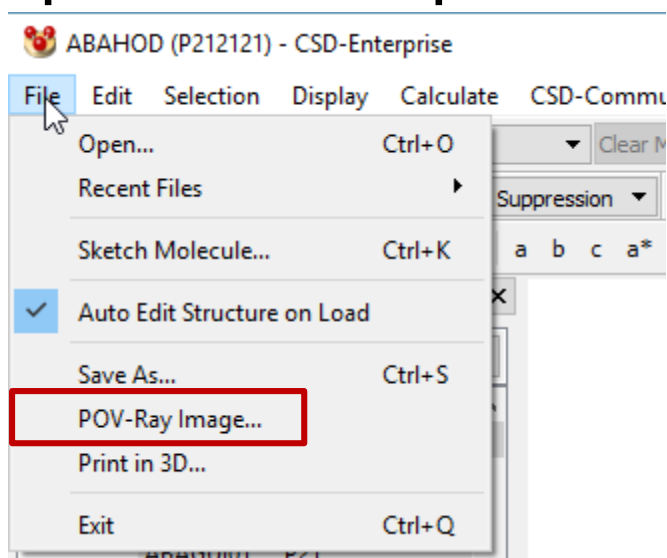 ABAHOD (P212121) - CSD-Enterprise
File Edit Selection Display Calculate CSD-Commu
Open... Ctrl+O Clear M
Recent Files Suppression
Sketch Molecule... Ctrl+K a b c a*
Auto Edit Structure on Load
Save As... Ctrl+S
POV-Ray Image...
Print in 3D...
Exit Ctrl+Q